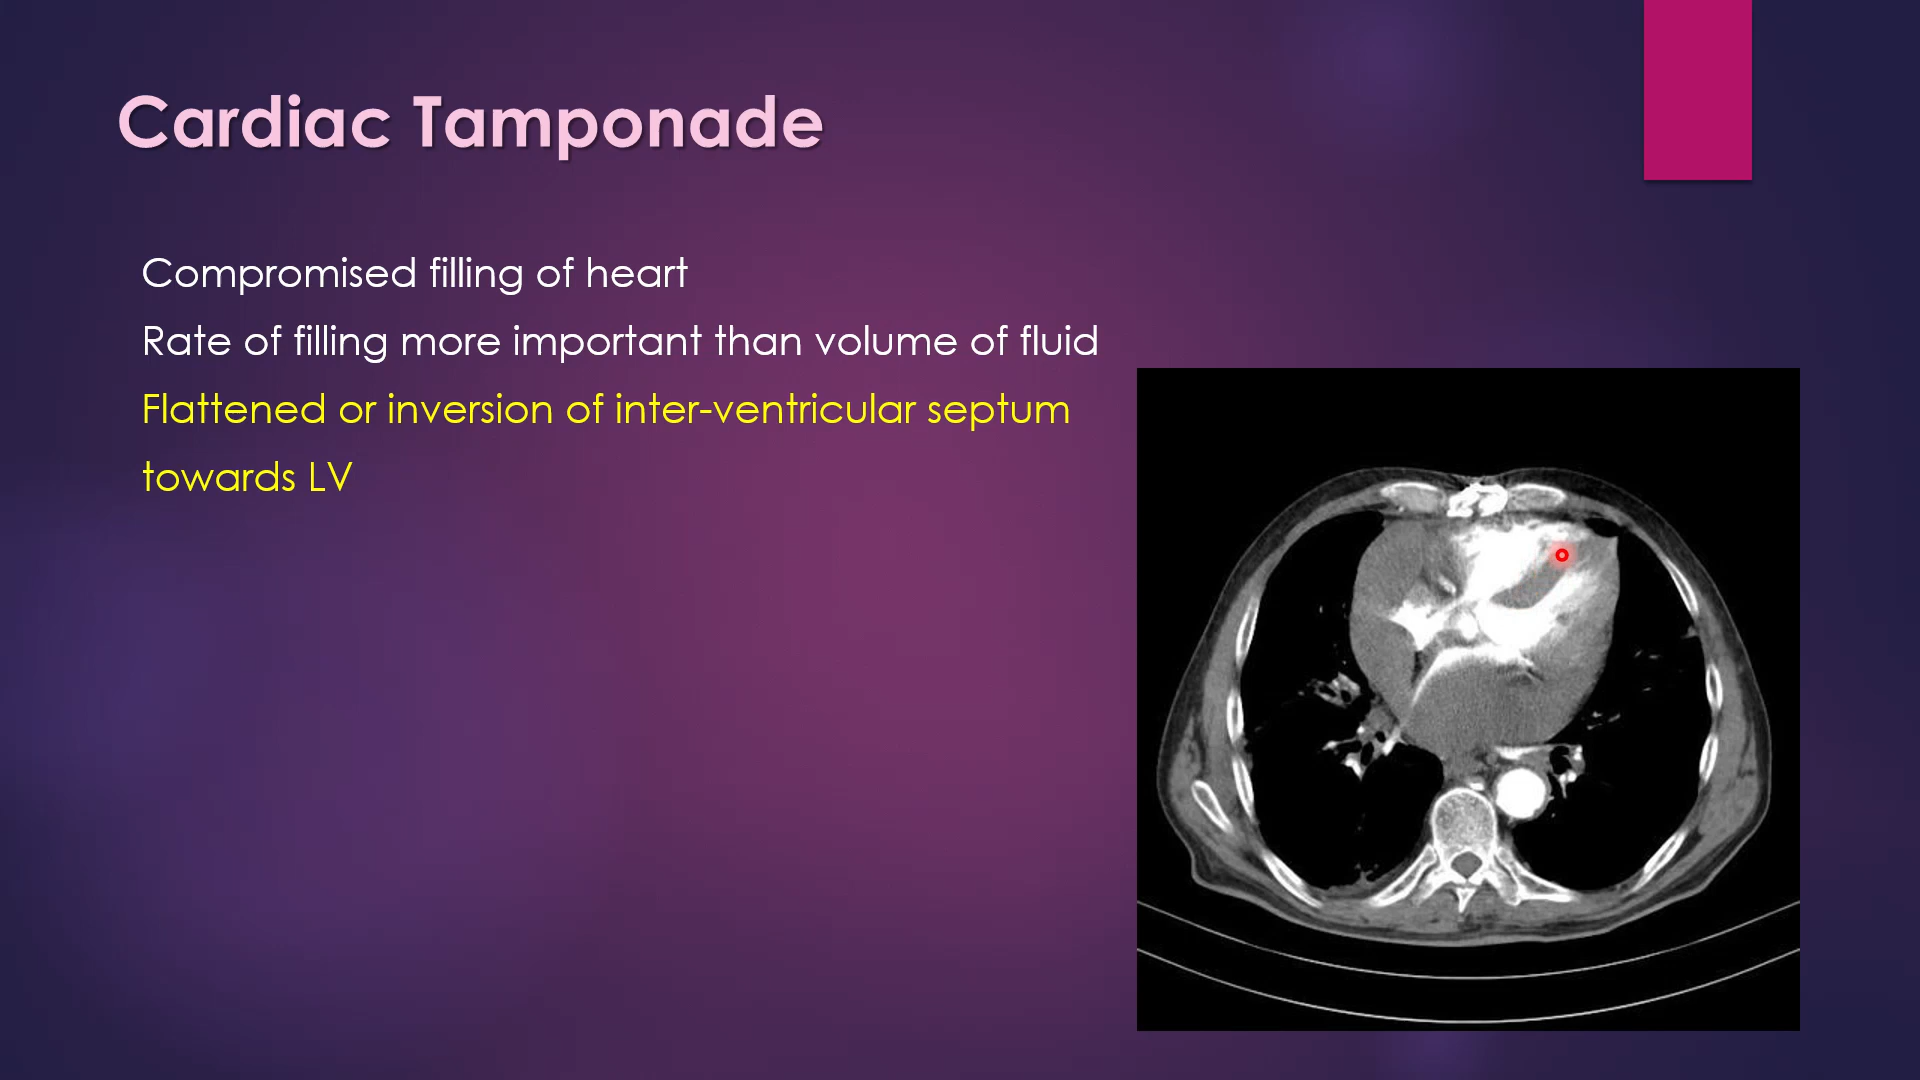 Cardiac Tamponade
Compromised filling of heart
Rate of filling more important than volume of fluid
Flattened or inversion of inter-ventricular septum
towards LV